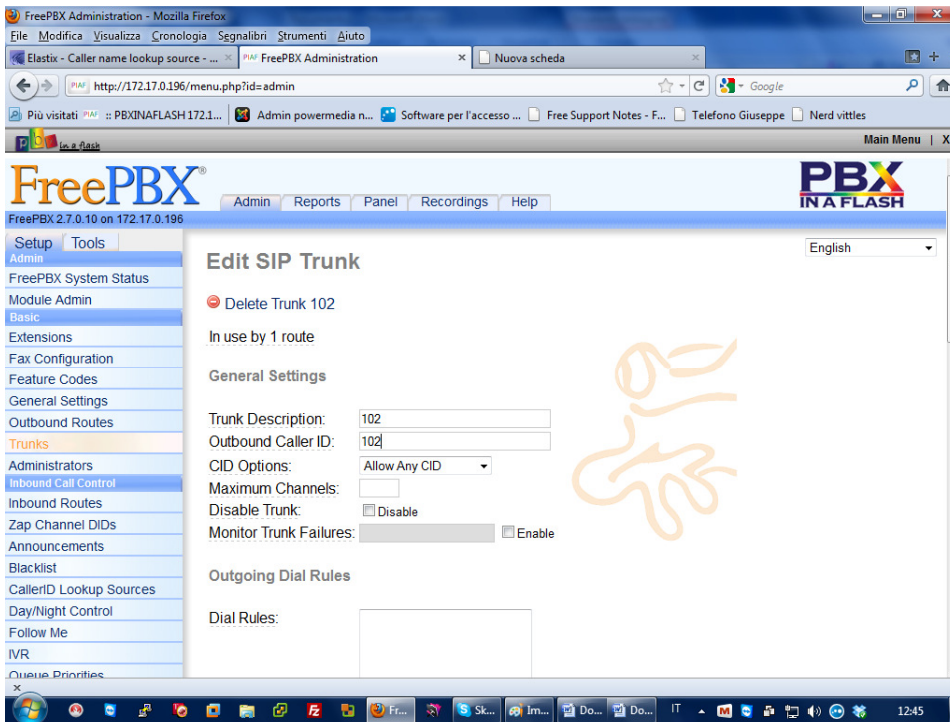 FreePBX Administration - Mozilla Firefox
File Modifica Visualizza Cronologia Segnalibri Strumenti Aiuto
Elastix - Caller name lookup source - ... PIAF FreePBX Administration Nuova scheda
PIAF http://172.17.0.196/menu.php?id=admin Google
Più visitati PIAF :: PBXINAFLASH 172.1... Admin powermedia n... Software per l'accesso ... Free Support Notes - F... Telefono Giuseppe Nerd vittles
pbx in a flash Main Menu | X
FreePBX® Admin Reports Panel Recordings Help PBX
IN A FLASH
FreePBX 2.7.0.10 on 172.17.0.196
Setup Tools English
Admin
Edit SIP Trunk
FreePBX System Status
Module Admin
Delete Trunk 102
Basic
Extensions
In use by 1 route
Fax Configuration
Feature Codes
General Settings
General Settings
Outbound Routes
Trunk Description: 102
Trunks
Outbound Caller ID: 102
Administrators
CID Options: Allow Any CID
Inbound Call Control
Maximum Channels:
Inbound Routes
Disable Trunk: Disable
Zap Channel DIDs
Monitor Trunk Failures: Enable
Announcements
Blacklist
Outgoing Dial Rules
CallerID Lookup Sources
Day/Night Control
Dial Rules:
Follow Me
IVR
Queue Priorities
Fr... Sk... Im... Do... Do... IT 12:45